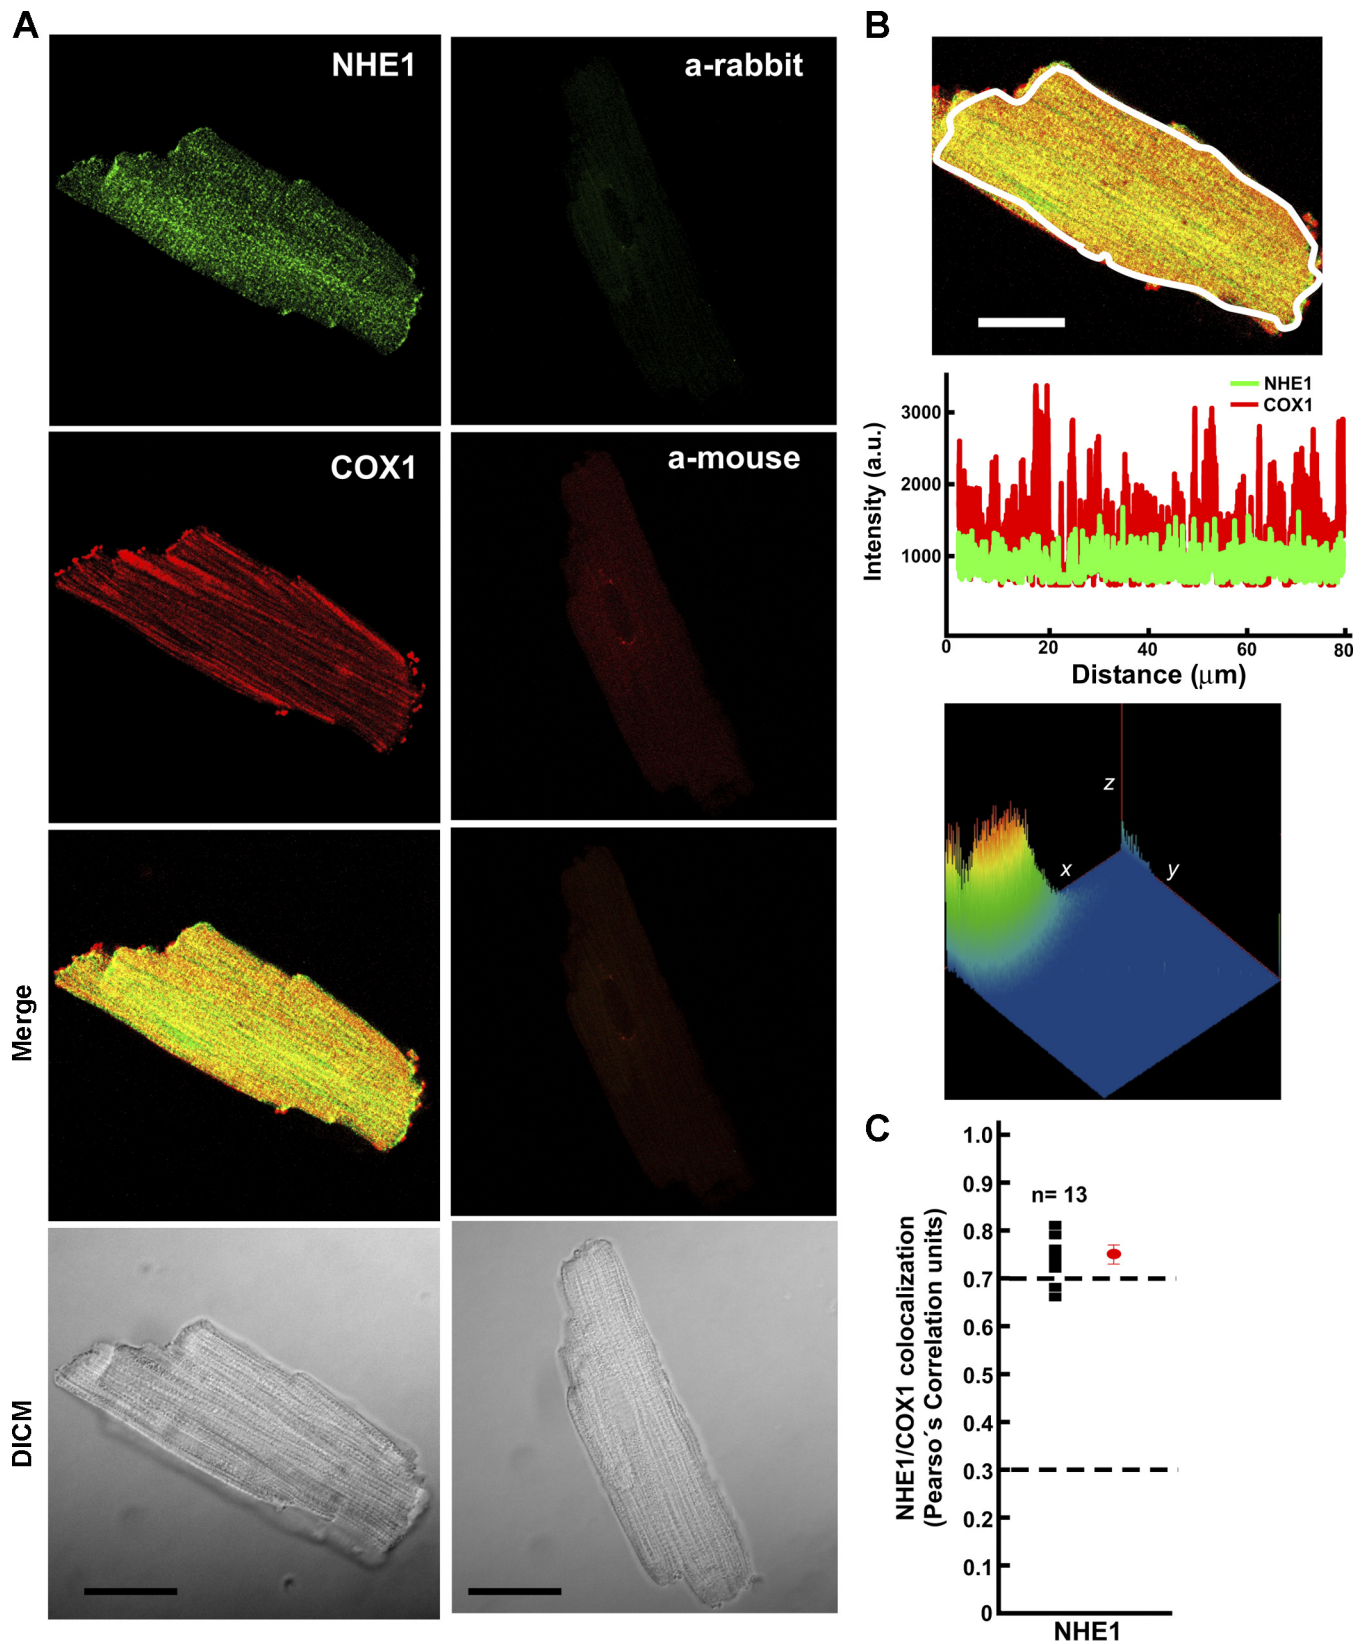 A
NHE1
a-rabbit
COX1
a-mouse
Merge
DICM
B
NHE1
COX1
3000
2000
1000
Intensity (a.u.)
0
20
40
60
80
Distance (μm)
z
x
y
C
1.0
0.9
0.8
0.7
0.6
0.5
0.4
0.3
0.2
0.1
0
n= 13
NHE1/COX1 colocalization
(Pearso´s Correlation units)
NHE1